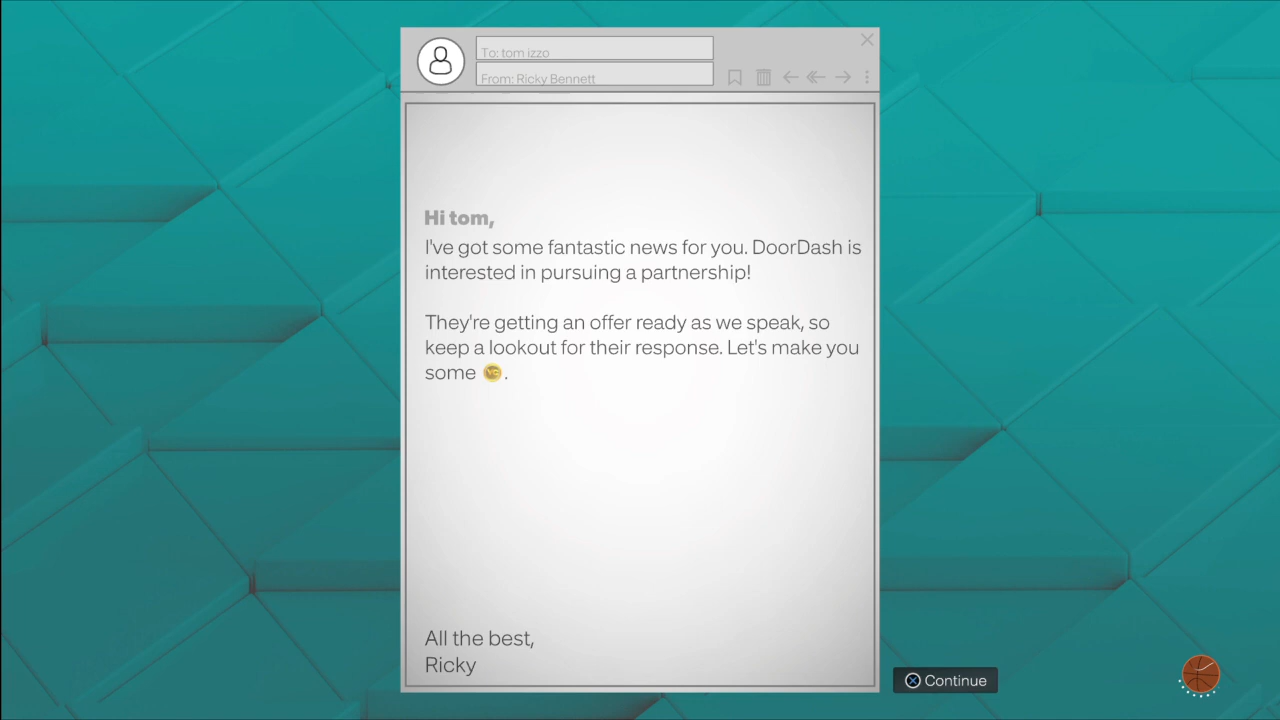 To: tom izzo
From: Ricky Bennett
Hi tom,
I've got some fantastic news for you. DoorDash is
interested in pursuing a partnership!
They're getting an offer ready as we speak, so
keep a lookout for their response. Let's make you
some VC.
All the best,
Ricky
Continue